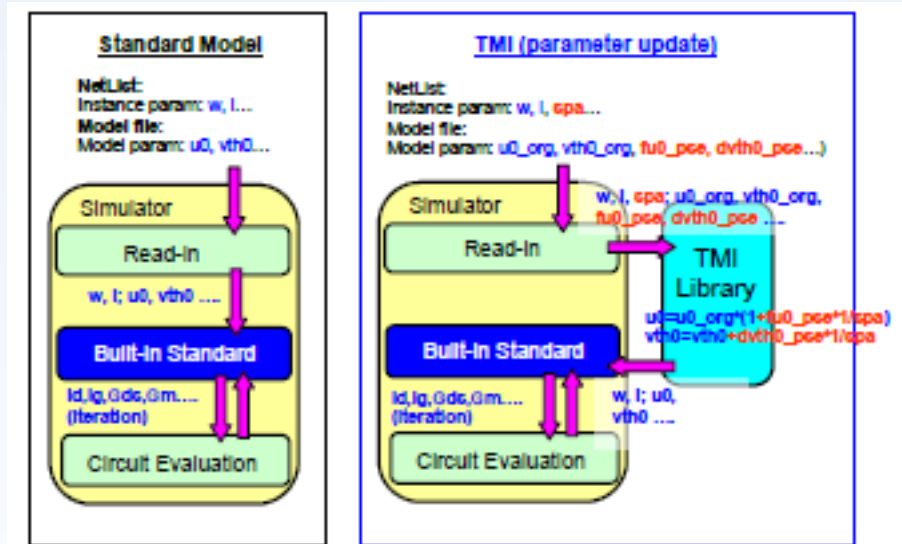 Standard Model
NetList:
Instance param: w, l...
Model file:
Model param: u0, vth0...
Simulator
Read-in
w, l; u0, vth0 ....
Built-in Standard
Id,Ig,Gds,Gm....
(Iteration)
Circuit Evaluation
TMI (parameter update)
NetList:
Instance param: w, l, spa...
Model file:
Model param: u0_org, vth0_org, fu0_pse, dvth0_pse...)
Simulator
Read-in
w, l, spa; u0_org, vth0_org,
fu0_pse, dvth0_pse ....
TMI
Library
u0=u0_org*(1+fu0_pse*1/spa)
vth0=vth0+dvth0_pse*1/spa
Built-in Standard
w, l; u0,
vth0 ....
Id,Ig,Gds,Gm....
(Iteration)
Circuit Evaluation